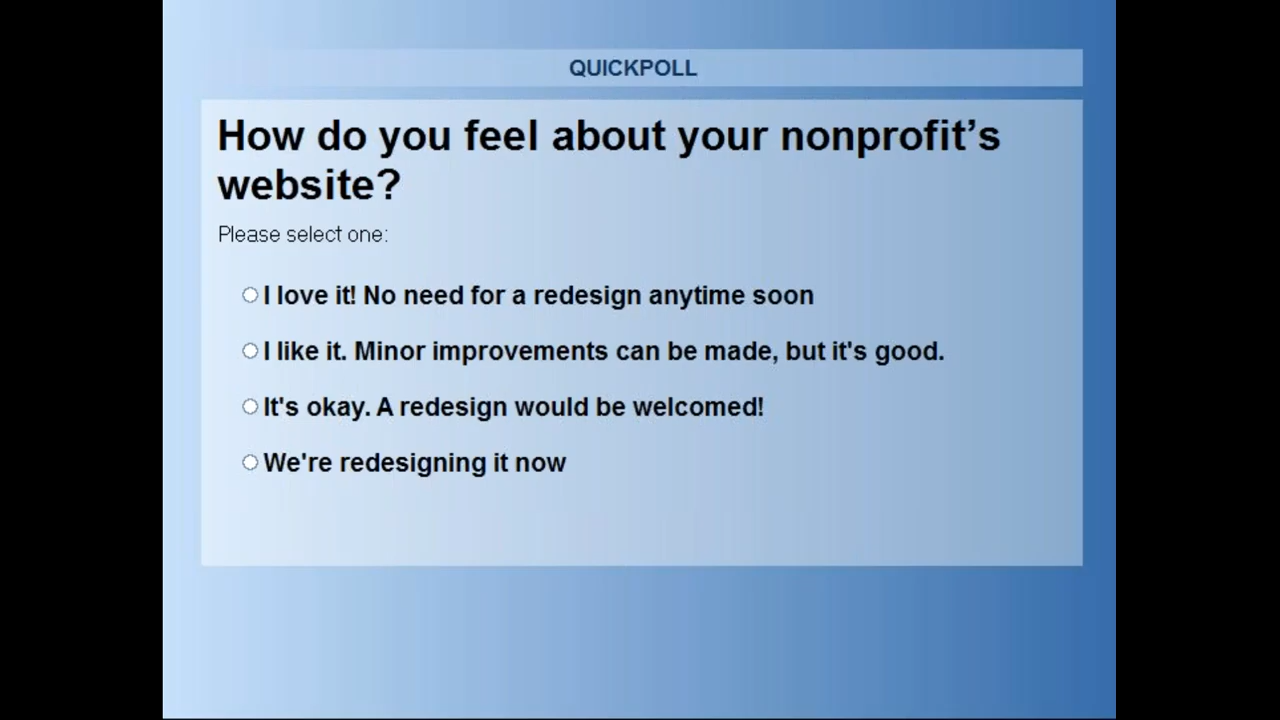 QUICKPOLL
How do you feel about your nonprofit’s
website?
Please select one:
I love it! No need for a redesign anytime soon
I like it. Minor improvements can be made, but it's good.
It's okay. A redesign would be welcomed!
We're redesigning it now